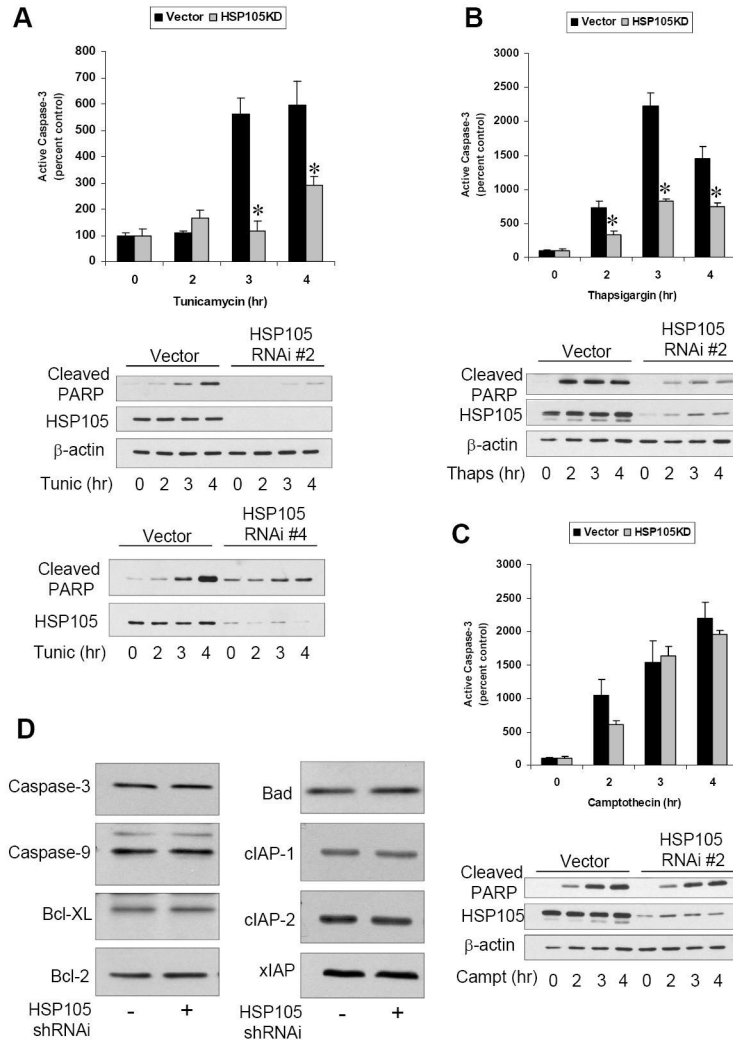 A
Vector HSP105KD
Active Caspase-3
(percent control)
800
700
600
500
400
300
200
100
0
0 2 3 4
* *
Tunicamycin (hr)
Vector HSP105 RNAi #2
Cleaved PARP
HSP105
β-actin
Tunic (hr) 0 2 3 4 0 2 3 4
Vector HSP105 RNAi #4
Cleaved PARP
HSP105
Tunic (hr) 0 2 3 4 0 2 3 4
B
Vector HSP105KD
Active Caspase-3
(percent control)
2500
2000
1500
1000
500
0
0 2 3 4
* * *
Thapsigargin (hr)
Vector HSP105 RNAi #2
Cleaved PARP
HSP105
β-actin
Thaps (hr) 0 2 3 4 0 2 3 4
C
Vector HSP105KD
Active Caspase-3
(percent control)
3000
2500
2000
1500
1000
500
0
0 2 3 4
Camptothecin (hr)
Vector HSP105 RNAi #2
Cleaved PARP
HSP105
β-actin
Campt (hr) 0 2 3 4 0 2 3 4
D
Caspase-3
Caspase-9
Bcl-XL
Bcl-2
HSP105 shRNAi - +
Bad
cIAP-1
cIAP-2
xIAP
HSP105 shRNAi - +